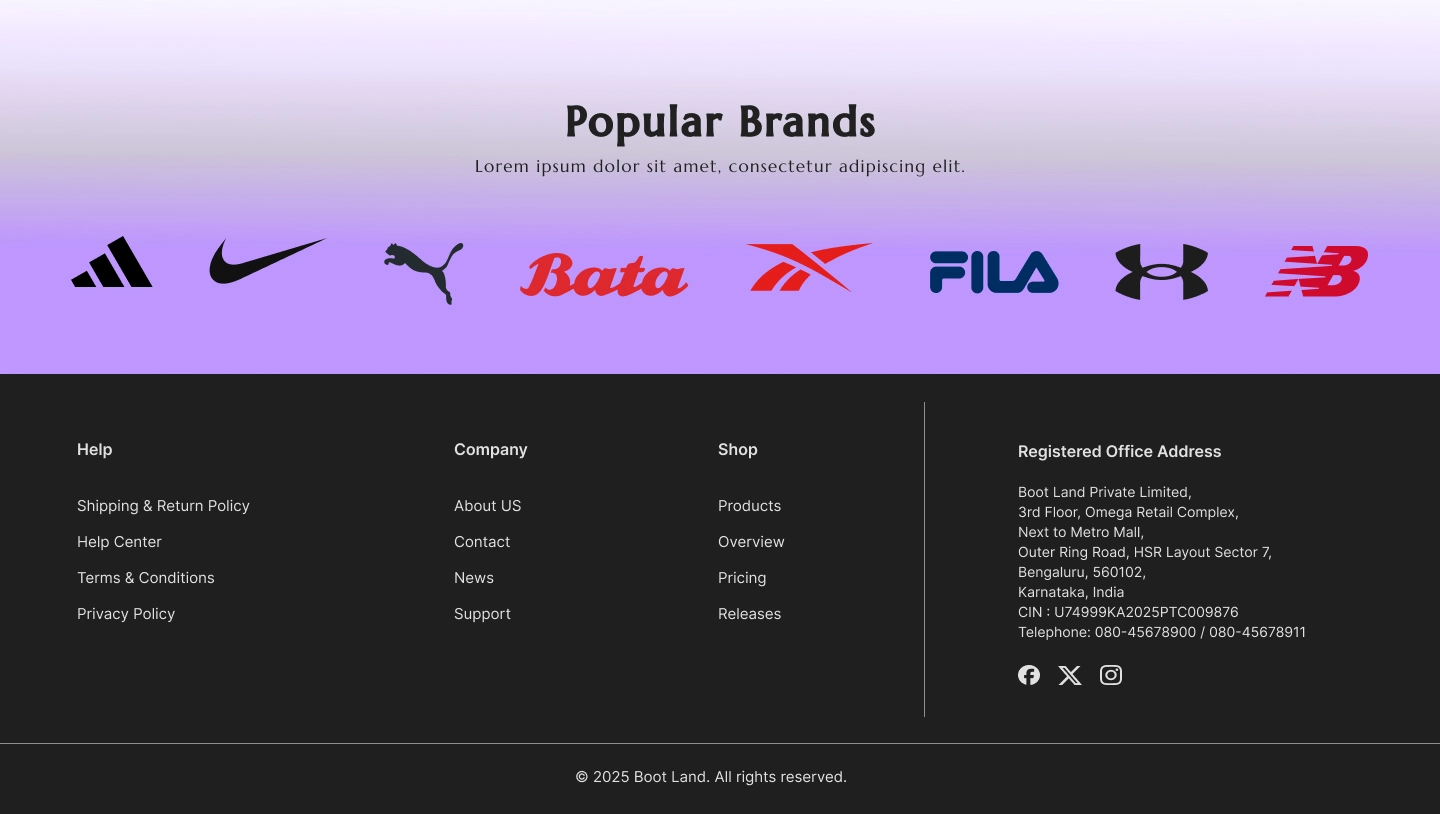 Popular Brands
Lorem ipsum dolor sit amet, consectetur adipiscing elit.
Bata
FILA
NB
Help
Shipping & Return Policy
Help Center
Terms & Conditions
Privacy Policy
Company
About US
Contact
News
Support
Shop
Products
Overview
Pricing
Releases
Registered Office Address
Boot Land Private Limited,
3rd Floor, Omega Retail Complex,
Next to Metro Mall,
Outer Ring Road, HSR Layout Sector 7,
Bengaluru, 560102,
Karnataka, India
CIN : U74999KA2025PTC009876
Telephone: 080-45678900 / 080-45678911
© 2025 Boot Land. All rights reserved.